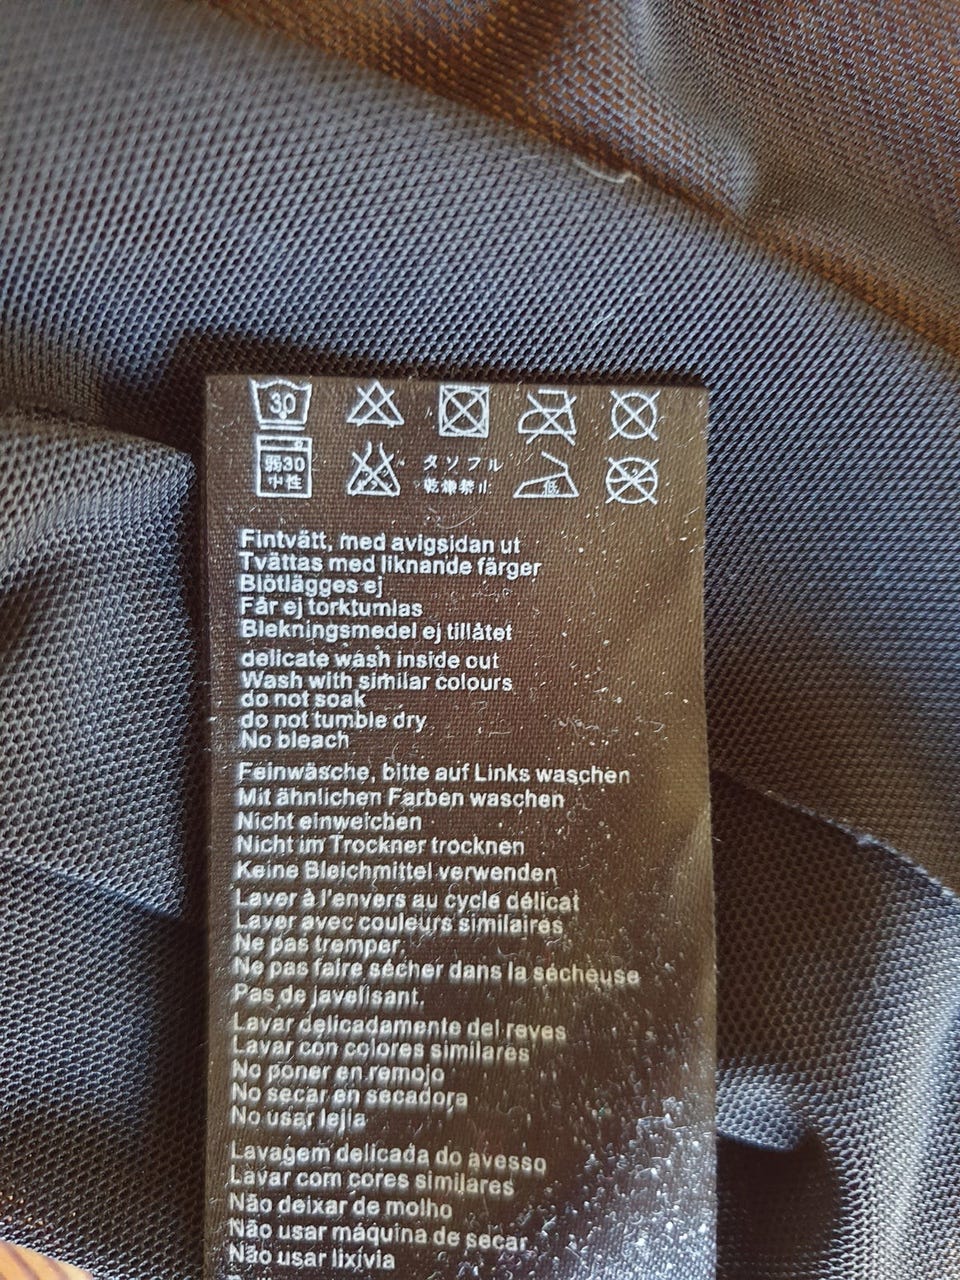 30
弱30
中性
タンブル
乾燥禁止
低
Fintvätt, med avigsidan ut
Tvättas med liknande färger
Blötlägges ej
Får ej torktumlas
Blekningsmedel ej tillåtet
delicate wash inside out
Wash with similar colours
do not soak
do not tumble dry
No bleach
Feinwäsche, bitte auf Links waschen
Mit ähnlichen Farben waschen
Nicht einweichen
Nicht im Trockner trocknen
Keine Bleichmittel verwenden
Laver à l'envers au cycle délicat
Laver avec couleurs similaires
Ne pas tremper.
Ne pas faire sécher dans la sécheuse
Pas de javelisant.
Lavar delicadamente del reves
Lavar con colores similares
No poner en remojo
No secar en secadora
No usar lejia
Lavagem delicada do avesso
Lavar com cores similares
Não deixar de molho
Não usar máquina de secar
Não usar lixívia